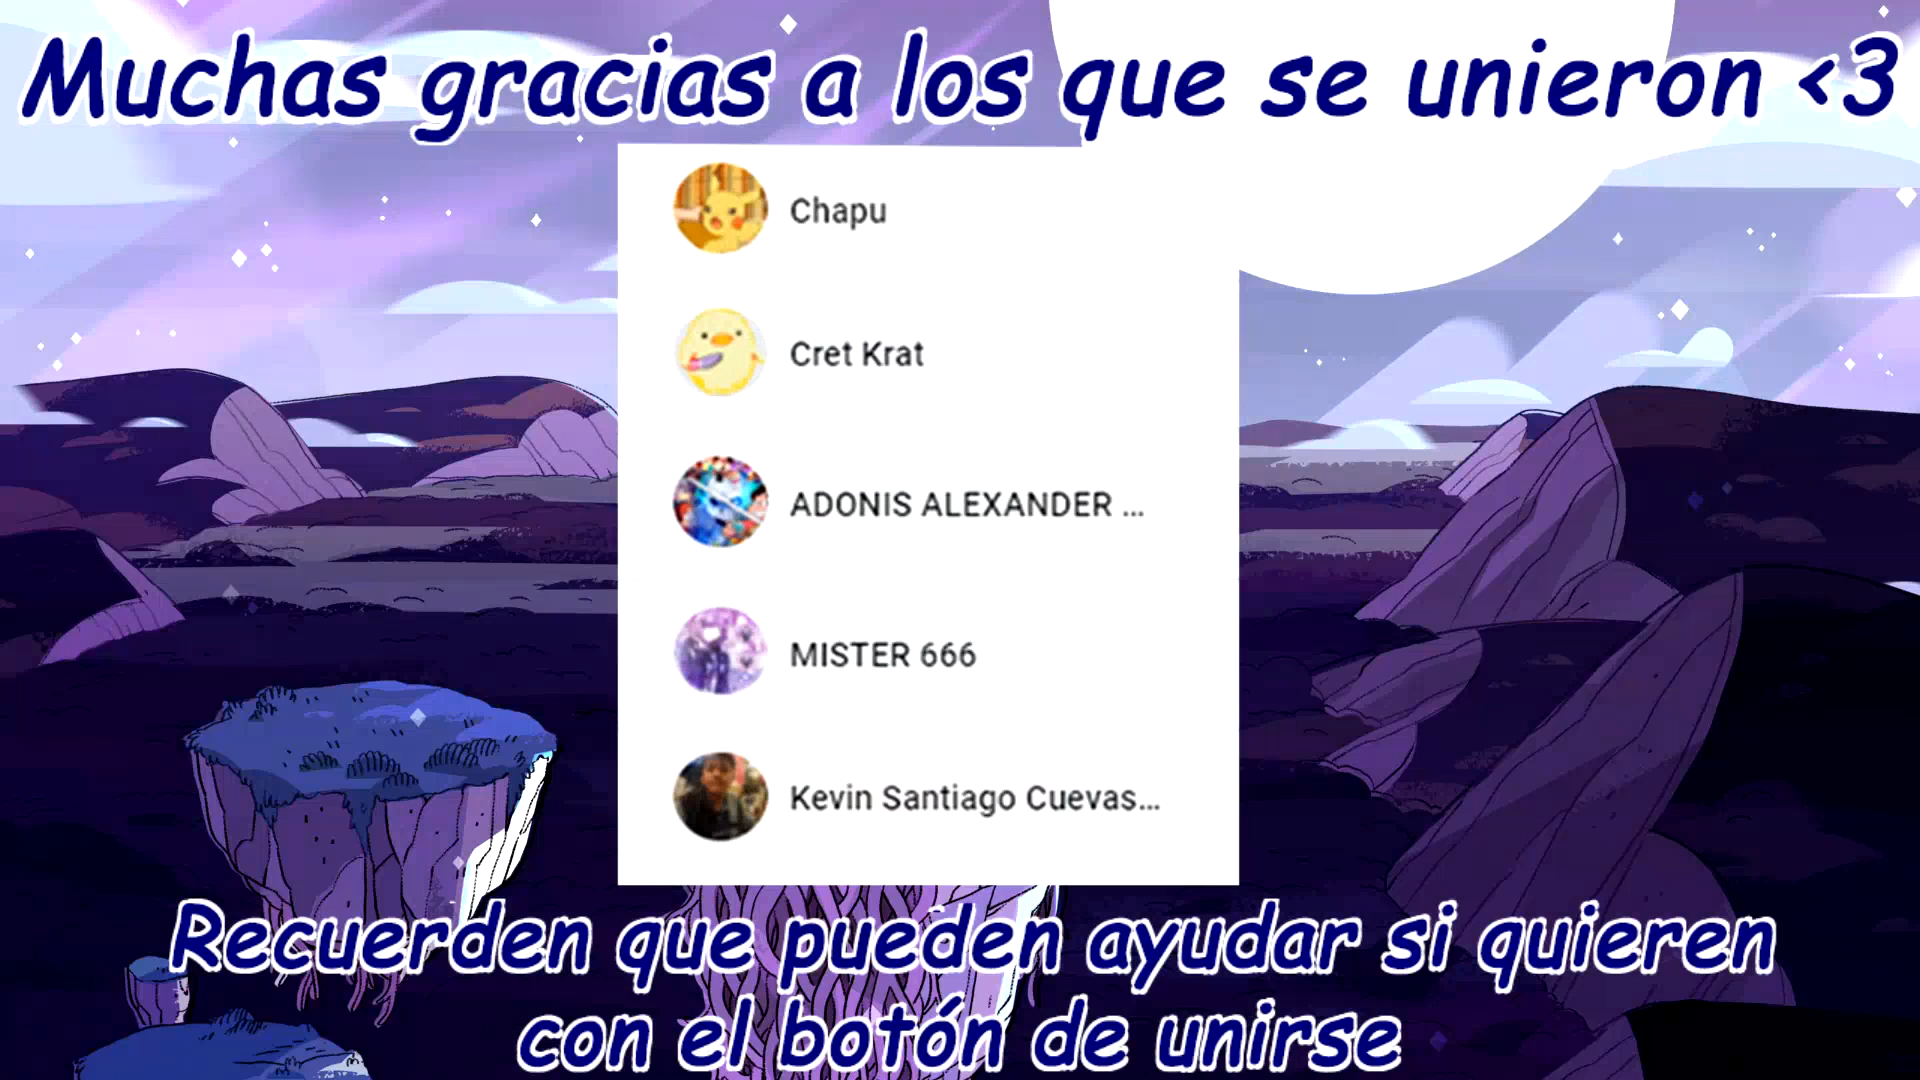 Muchas gracias a los que se unieron <3
Chapu
Cret Krat
ADONIS ALEXANDER ...
MISTER 666
Kevin Santiago Cuevas...
Recuerden que pueden ayudar si quieren
con el botón de unirse